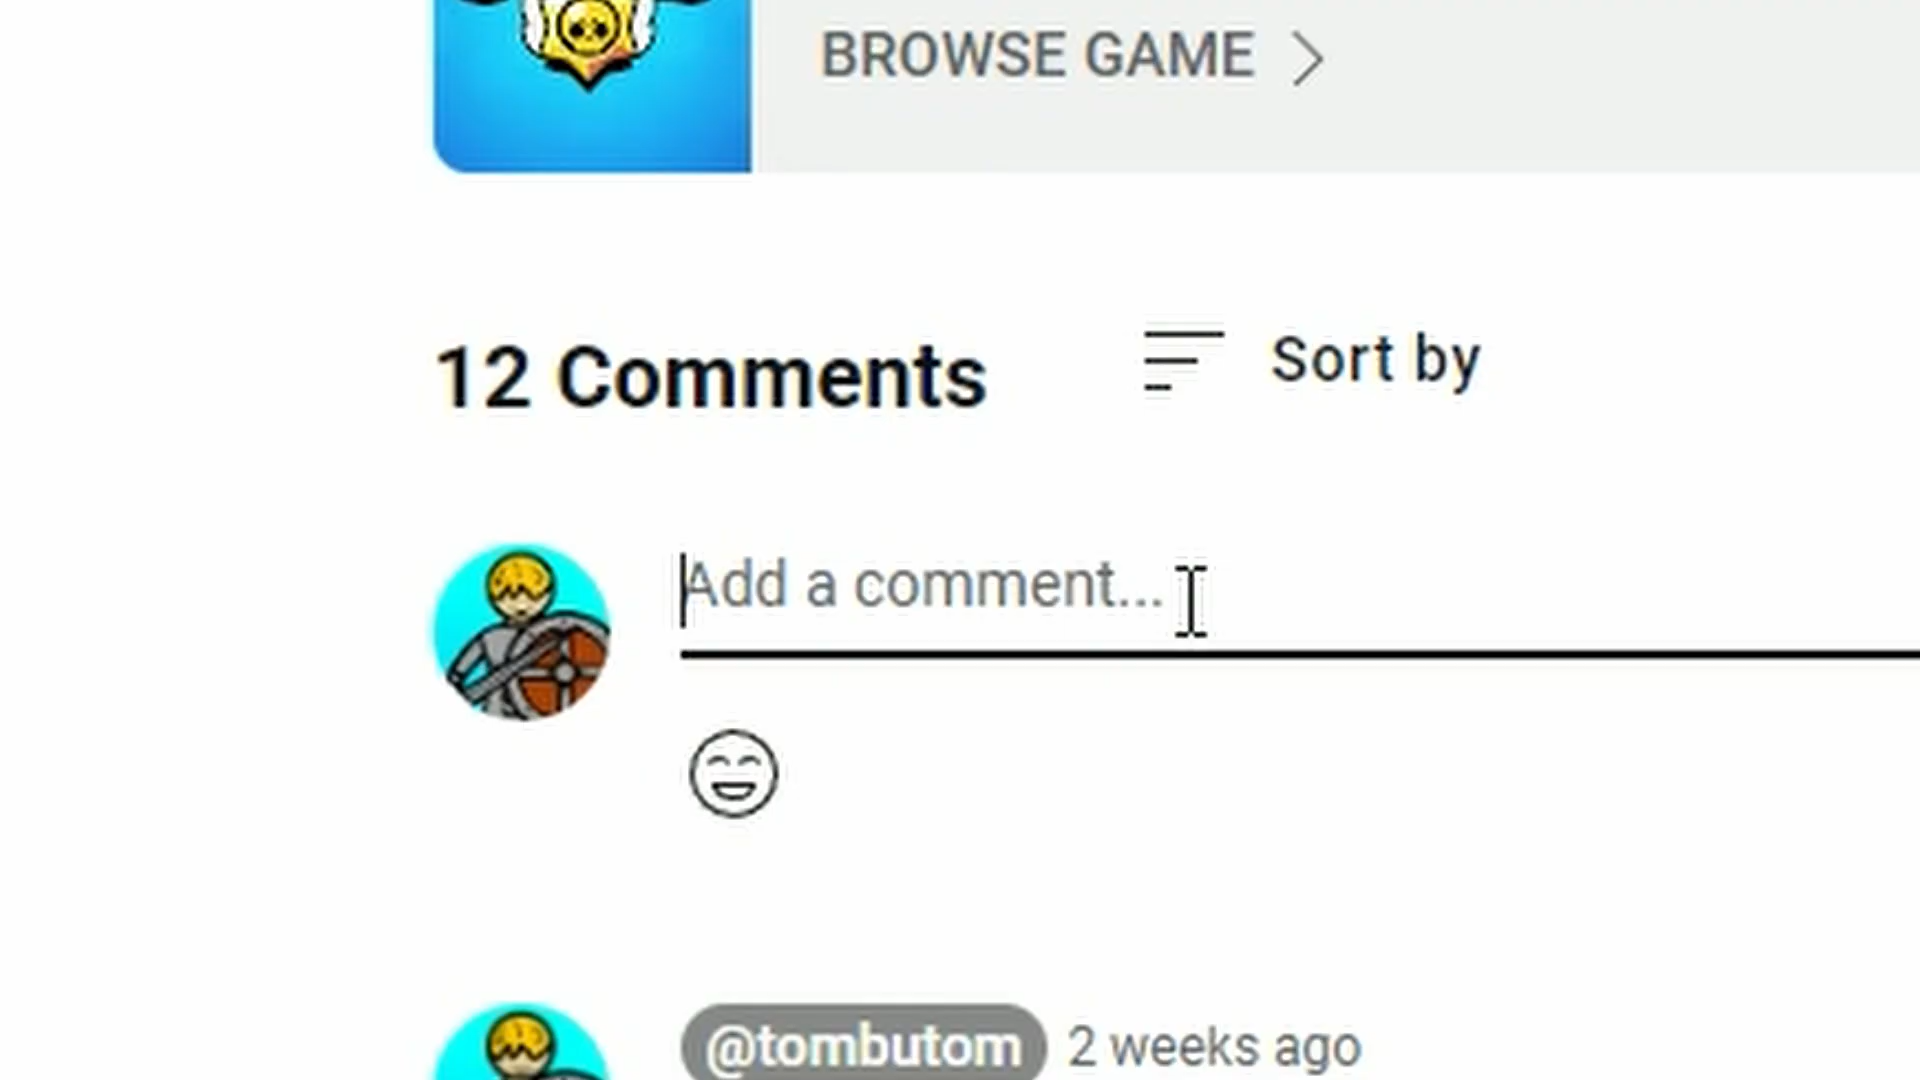 BROWSE GAME
12 Comments
Sort by
Add a comment...
@tombutom 2 weeks ago